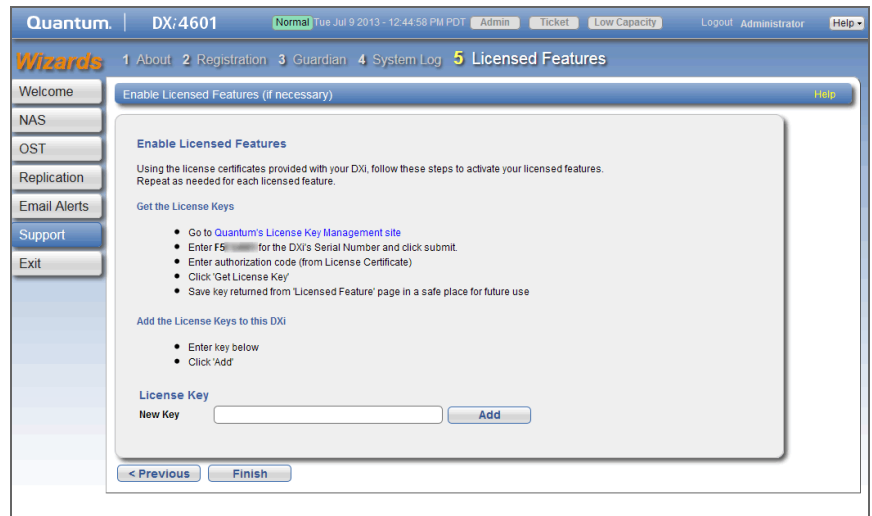 Quantum. DXi4601 Normal Tue Jul 9 2013 - 12:44:58 PM PDT Admin Ticket Low Capacity Logout Administrator Help
Wizards 1 About 2 Registration 3 Guardian 4 System Log 5 Licensed Features
Welcome
NAS
OST
Replication
Email Alerts
Support
Exit
Enable Licensed Features (if necessary) Help
Enable Licensed Features
Using the license certificates provided with your DXi, follow these steps to activate your licensed features.
Repeat as needed for each licensed feature.
Get the License Keys
Go to Quantum's License Key Management site
Enter F5 for the DXi's Serial Number and click submit.
Enter authorization code (from License Certificate)
Click 'Get License Key'
Save key returned from 'Licensed Feature' page in a safe place for future use
Add the License Keys to this DXi
Enter key below
Click 'Add'
License Key
New Key Add
< Previous Finish